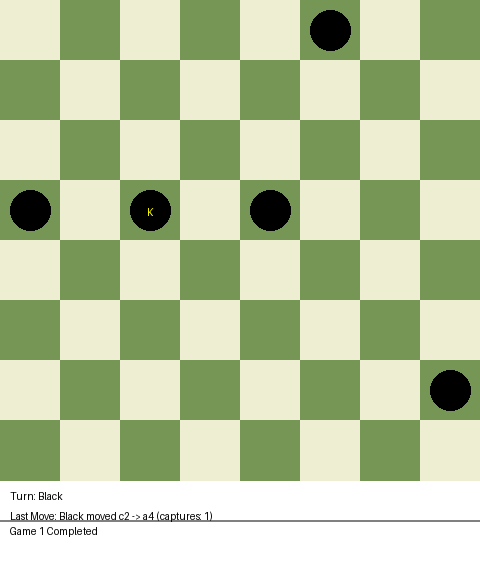 K
Turn: Black
Last Move: Black moved c2 -> a4 (captures: 1)
Game 1 Completed